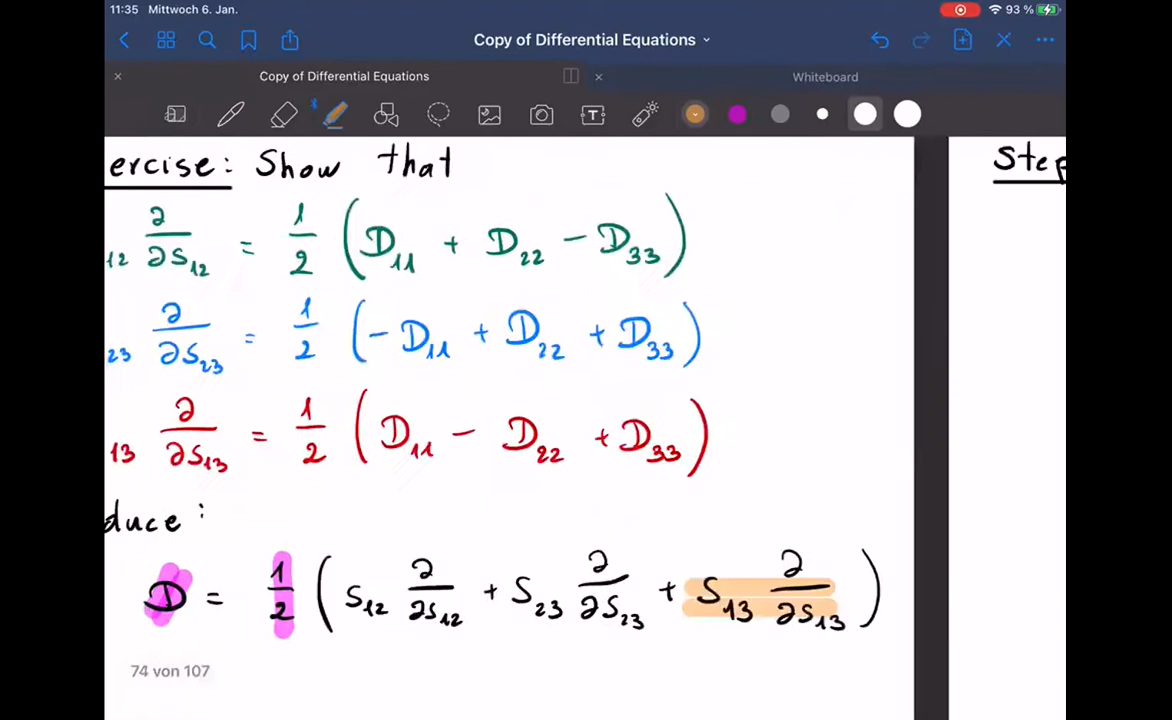 11:35 Mittwoch 6. Jan. 93 %
Copy of Differential Equations
Copy of Differential Equations Whiteboard
ercise: Show that Step
12 ∂/∂S₁₂ = 1/2 (D₁₁ + D₂₂ − D₃₃)
23 ∂/∂S₂₃ = 1/2 (−D₁₁ + D₂₂ + D₃₃)
13 ∂/∂S₁₃ = 1/2 (D₁₁ − D₂₂ + D₃₃)
duce:
D = 1/2 (S₁₂ ∂/∂S₁₂ + S₂₃ ∂/∂S₂₃ + S₁₃ ∂/∂S₁₃)
74 von 107